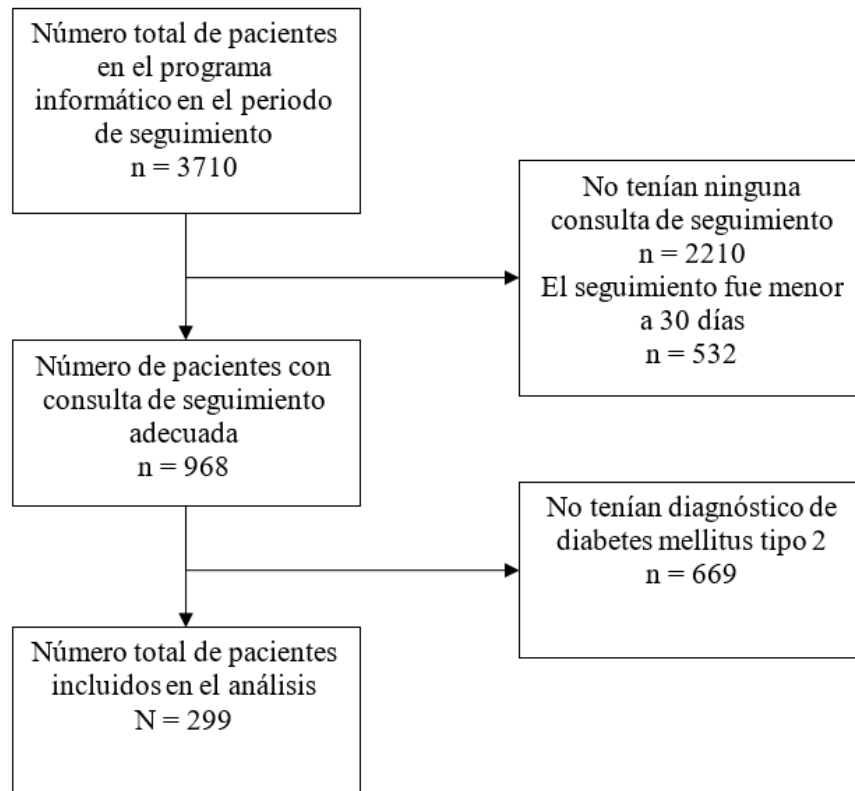 Número total de pacientes
en el programa
informático en el periodo
de seguimiento
n = 3710
No tenían ninguna
consulta de seguimiento
n = 2210
El seguimiento fue menor
a 30 días
n = 532
Número de pacientes con
consulta de seguimiento
adecuada
n = 968
No tenían diagnóstico de
diabetes mellitus tipo 2
n = 669
Número total de pacientes
incluidos en el análisis
N = 299